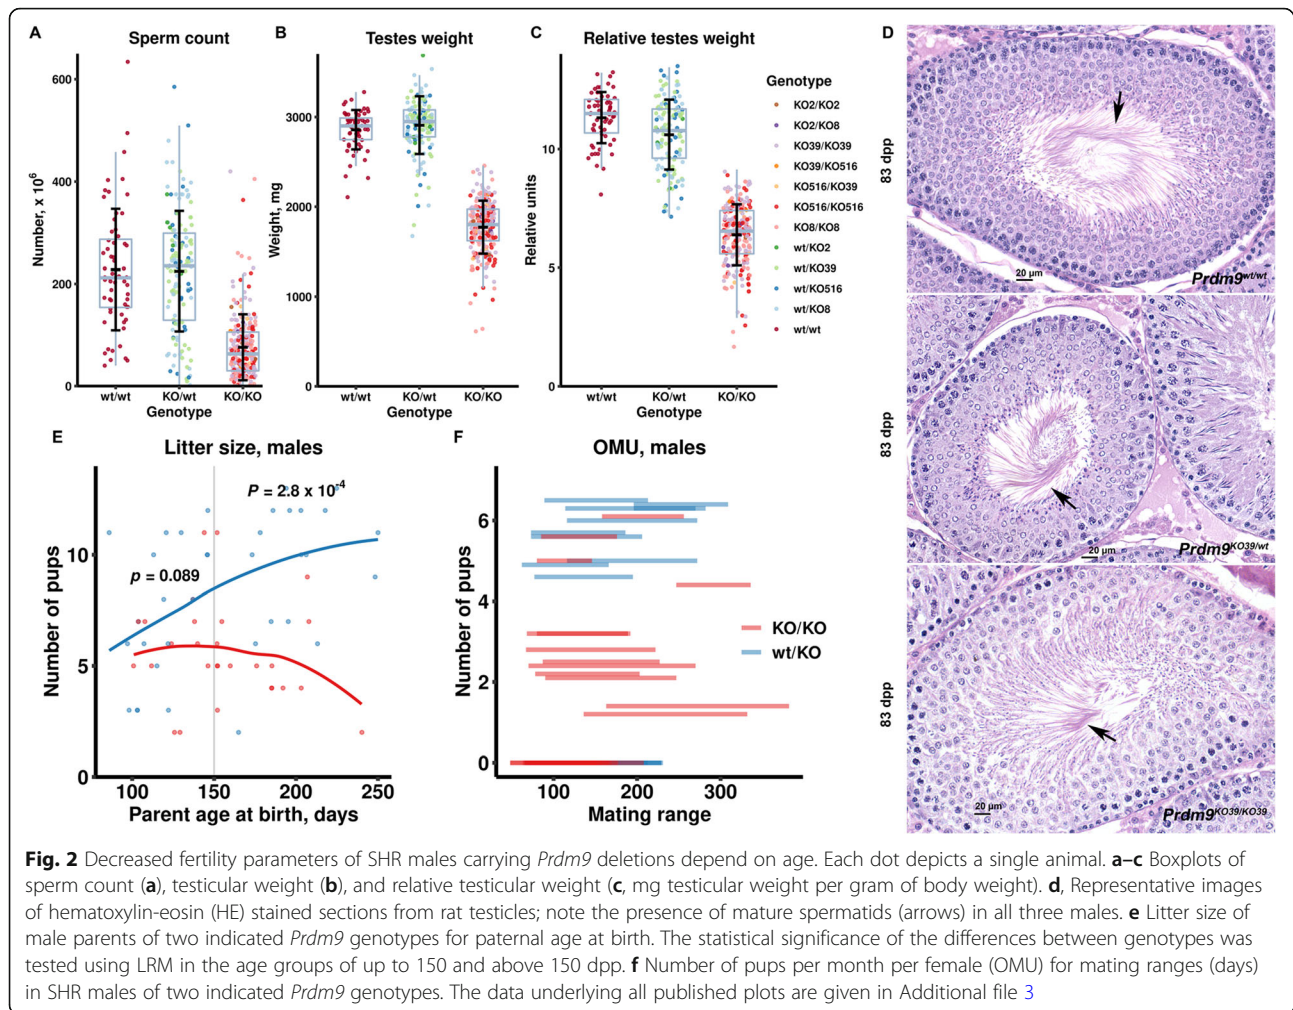 A
Sperm count
Number, x 10⁶
600
400
200
0
wt/wt
KO/wt
KO/KO
Genotype
B
Testes weight
Weight, mg
3000
2000
1000
0
wt/wt
KO/wt
KO/KO
Genotype
C
Relative testes weight
Relative units
10
5
0
wt/wt
KO/wt
KO/KO
Genotype
Genotype
KO2/KO2
KO2/KO8
KO39/KO39
KO39/KO516
KO516/KO39
KO516/KO516
KO8/KO8
wt/KO2
wt/KO39
wt/KO516
wt/KO8
wt/wt
D
83 dpp
20 µm
Prdm9^wt/wt
83 dpp
20 µm
Prdm9^KO39/wt
83 dpp
20 µm
Prdm9^KO39/KO39
E
Litter size, males
P = 2.8 x 10⁻⁴
p = 0.089
Number of pups
10
5
0
100
150
200
250
Parent age at birth, days
F
OMU, males
Number of pups
6
4
2
0
KO/KO
wt/KO
100
200
300
Mating range
Fig. 2 Decreased fertility parameters of SHR males carrying Prdm9 deletions depend on age. Each dot depicts a single animal. a–c Boxplots of
sperm count (a), testicular weight (b), and relative testicular weight (c, mg testicular weight per gram of body weight). d, Representative images
of hematoxylin-eosin (HE) stained sections from rat testicles; note the presence of mature spermatids (arrows) in all three males. e Litter size of
male parents of two indicated Prdm9 genotypes for paternal age at birth. The statistical significance of the differences between genotypes was
tested using LRM in the age groups of up to 150 and above 150 dpp. f Number of pups per month per female (OMU) for mating ranges (days)
in SHR males of two indicated Prdm9 genotypes. The data underlying all published plots are given in Additional file 3